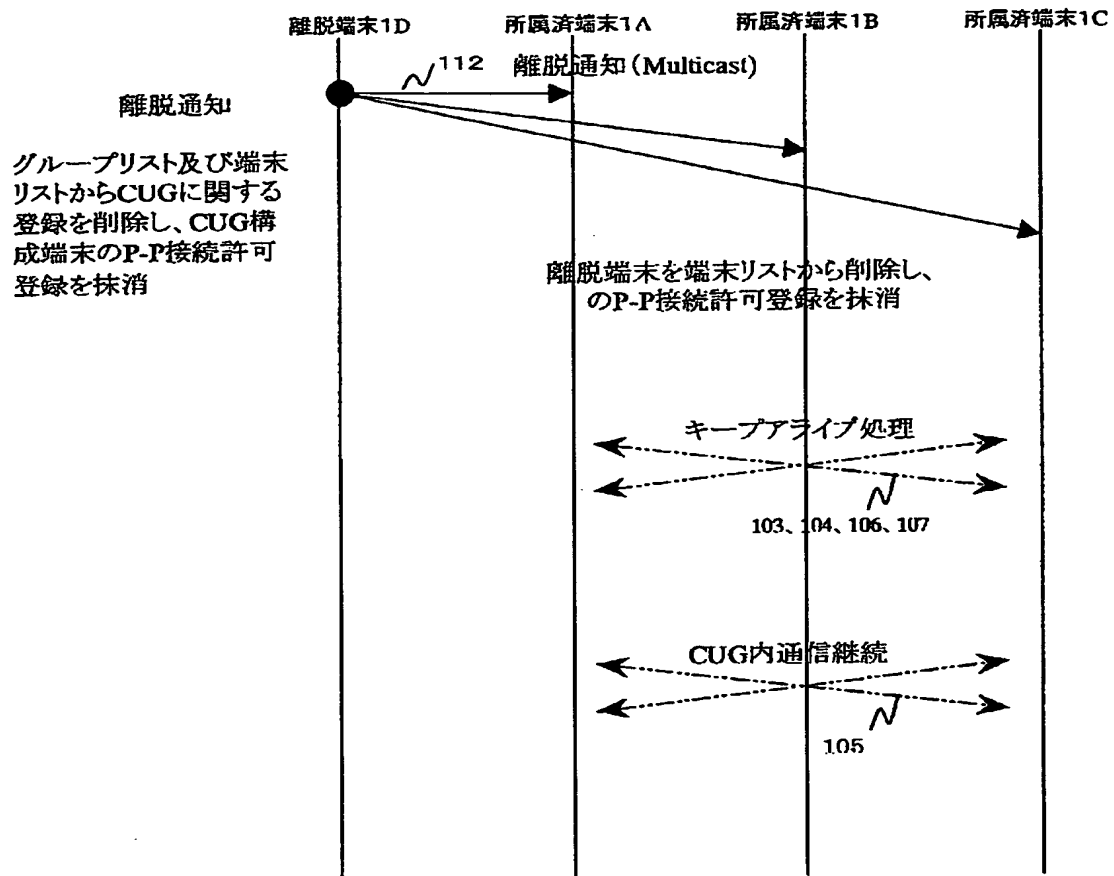 離脱端末1D
所属済端末1A
所属済端末1B
所属済端末1C
112
離脱通知(Multicast)
離脱通知
グループリスト及び端末
リストからCUGに関する
登録を削除し、CUG構
成端末のP-P接続許可
登録を抹消
離脱端末を端末リストから削除し、
のP-P接続許可登録を抹消
キープアライブ処理
103、104、106、107
CUG内通信継続
105